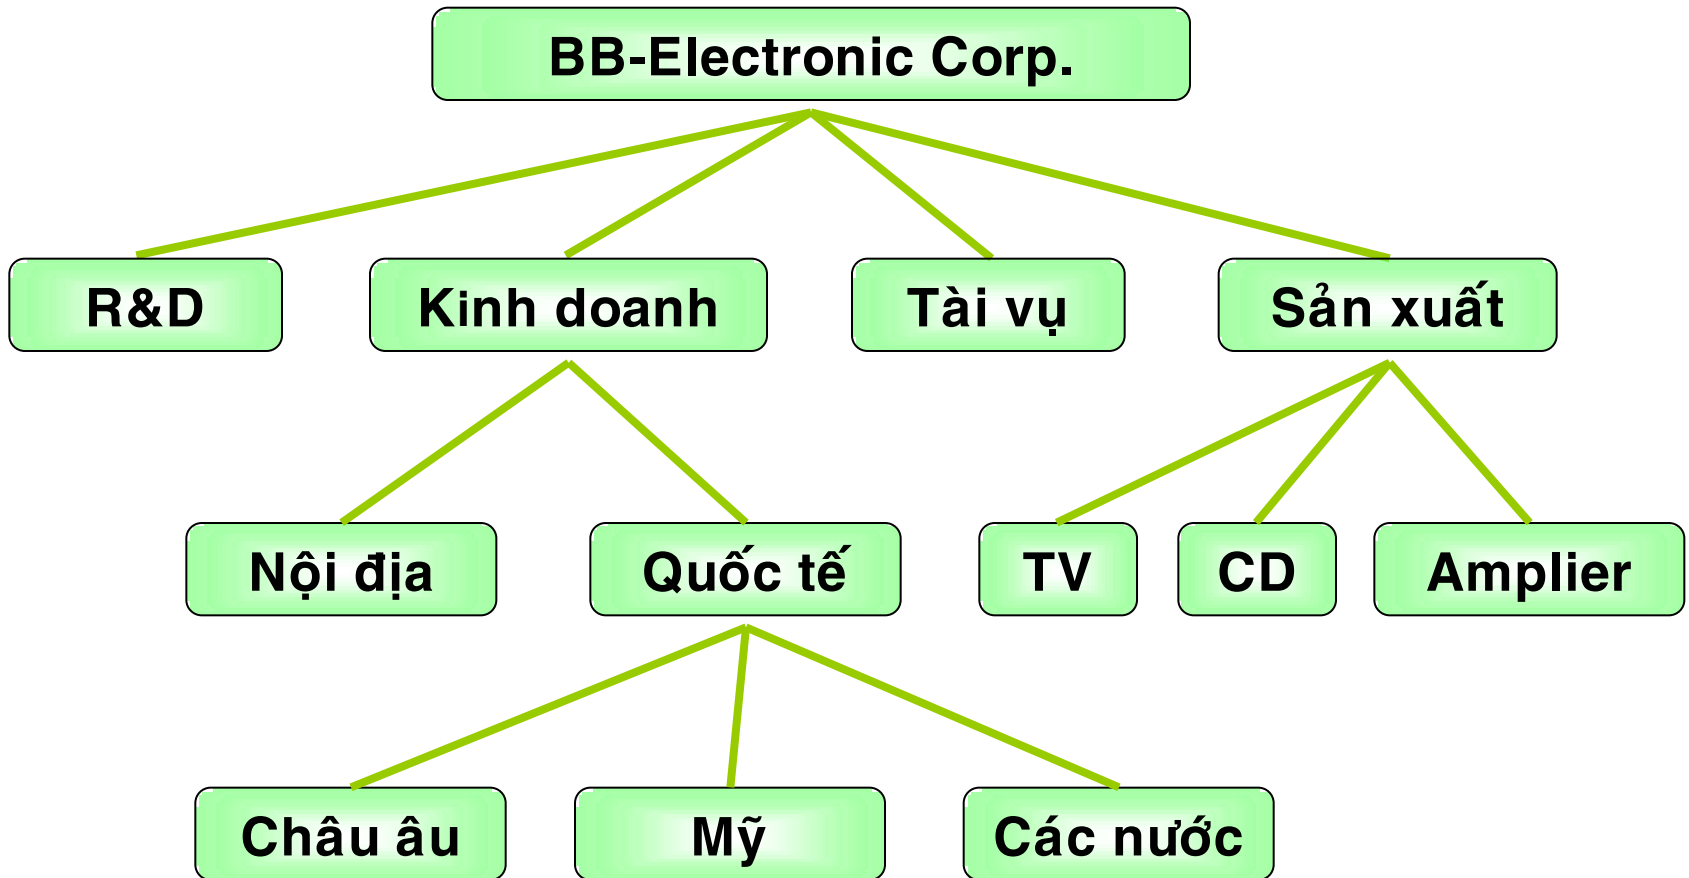 BB-Electronic Corp.
R&D
Kinh doanh
Tài vụ
Sản xuất
Nội địa
Quốc tế
TV
CD
Amplier
Châu âu
Mỹ
Các nước